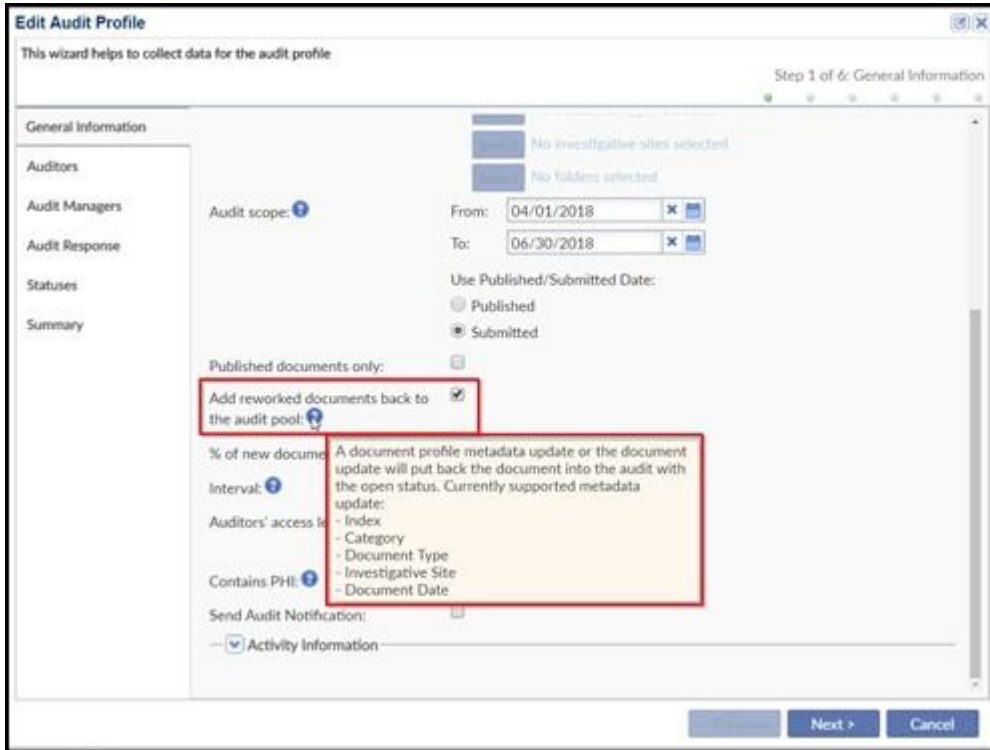 Edit Audit Profile
This wizard helps to collect data for the audit profile
Step 1 of 6: General Information
General Information
Auditors
Audit Managers
Audit Response
Statuses
Summary
No investigative sites selected
No folders selected
Audit scope:
From: 04/01/2018
To: 06/30/2018
Use Published/Submitted Date:
Published
Submitted
Published documents only:
Add reworked documents back to
the audit pool:
% of new docume
Interval:
Auditors' access le
Contains PHI:
Send Audit Notification:
A document profile metadata update or the document
update will put back the document into the audit with
the open status. Currently supported metadata
update:
- Index
- Category
- Document Type
- Investigative Site
- Document Date
Activity Information
Next >
Cancel